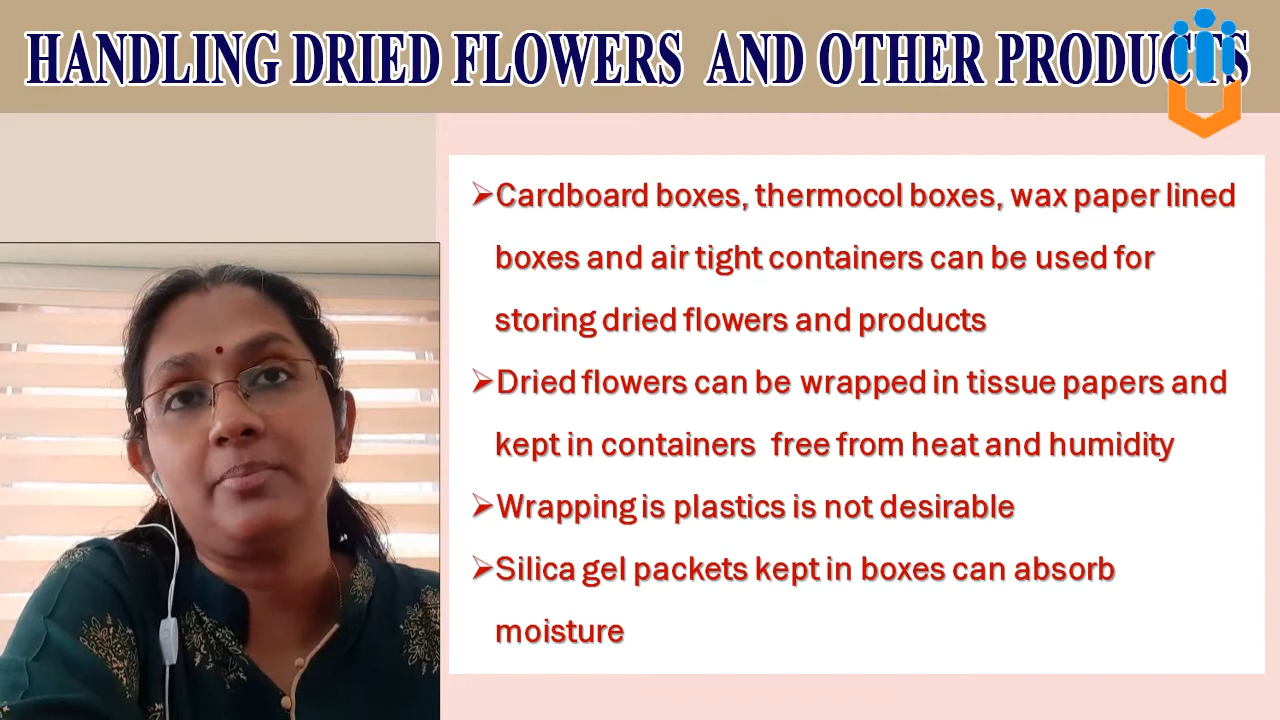 HANDLING DRIED FLOWERS AND OTHER PRODUCTS
➢Cardboard boxes, thermocol boxes, wax paper lined
boxes and air tight containers can be used for
storing dried flowers and products
➢Dried flowers can be wrapped in tissue papers and
kept in containers free from heat and humidity
➢Wrapping is plastics is not desirable
➢Silica gel packets kept in boxes can absorb
moisture